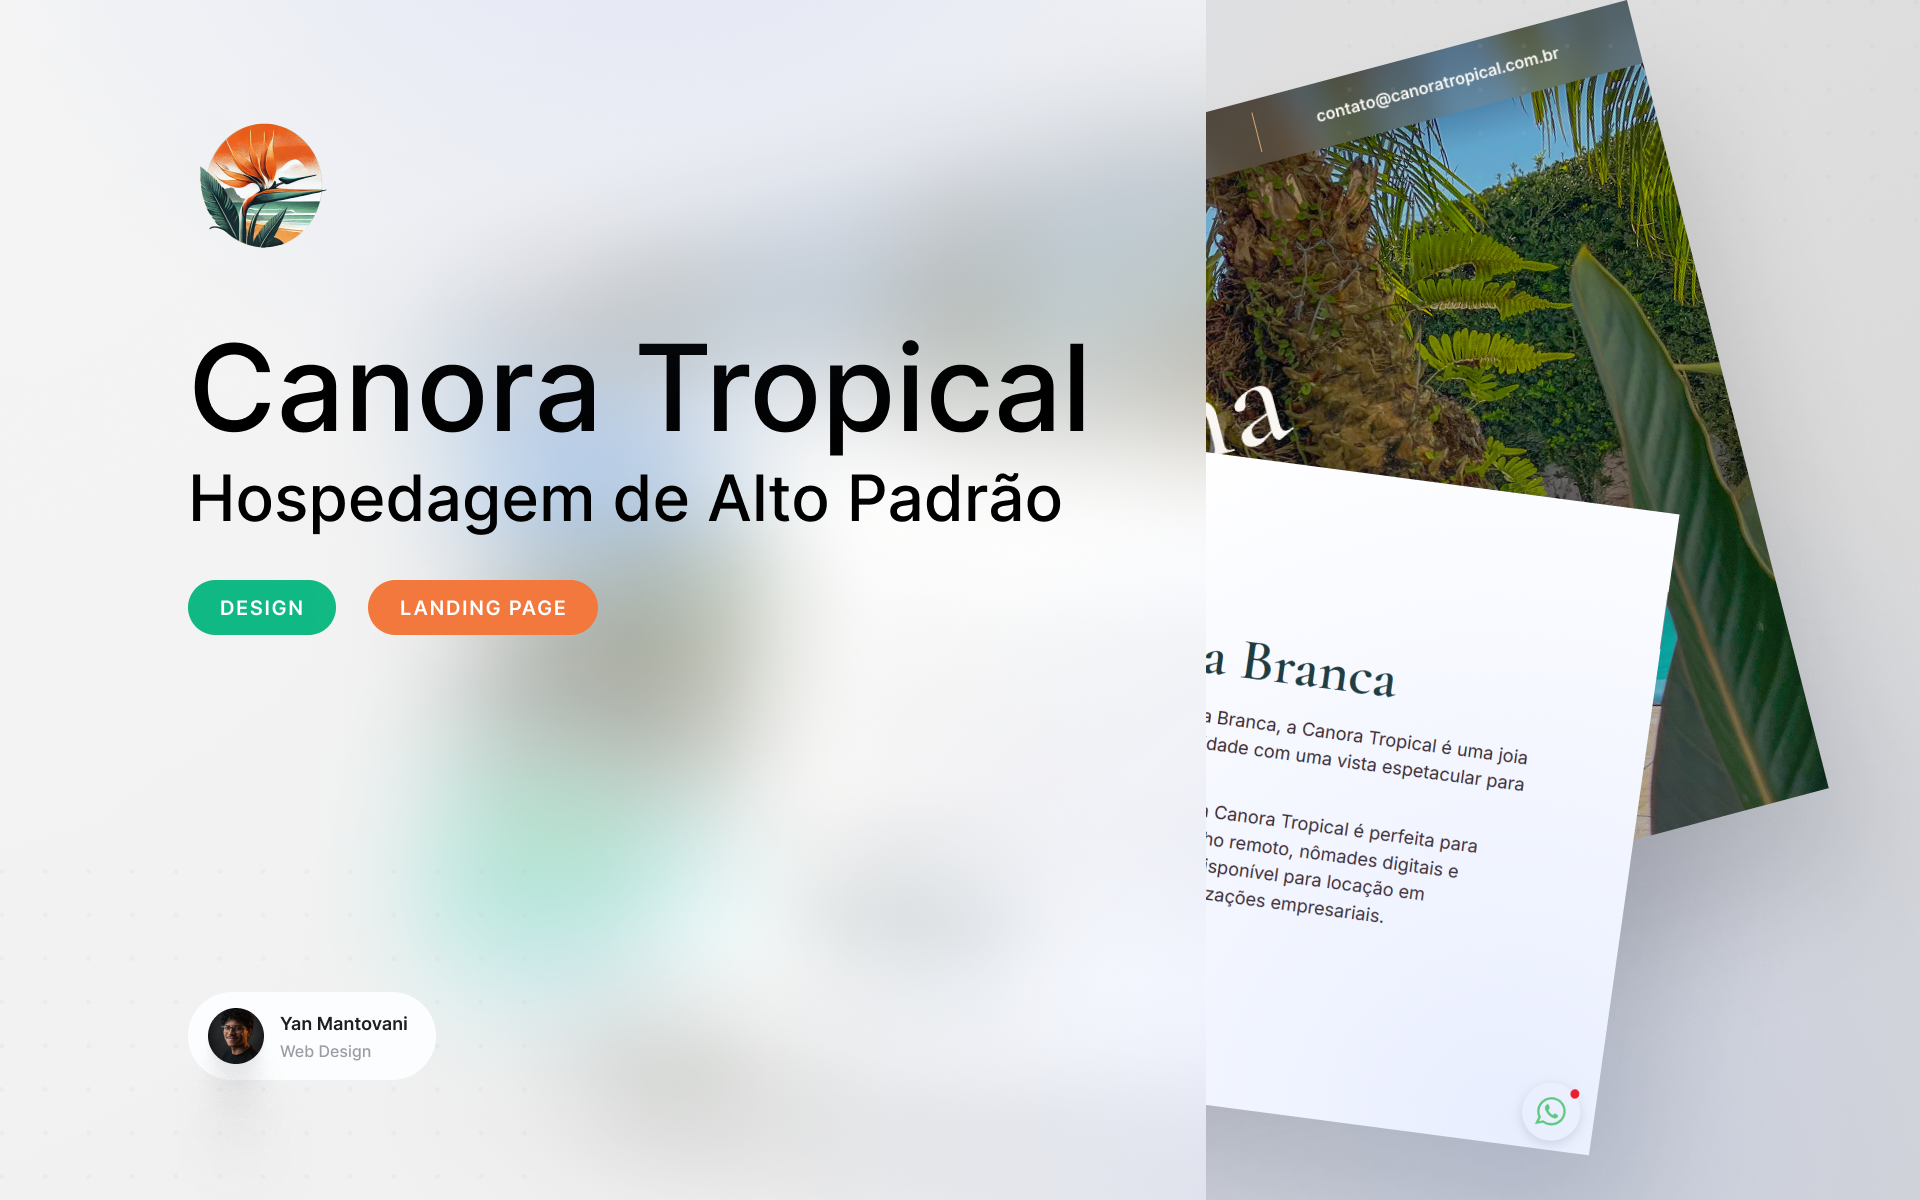 Canora Tropical
Hospedagem de Alto Padrão
DESIGN
LANDING PAGE
Yan Mantovani
Web Design
contato@canoratropical.com.br
a Branca
a Branca, a Canora Tropical é uma joia
dade com uma vista espetacular para
Canora Tropical é perfeita para
ho remoto, nômades digitais e
isponível para locação em
zações empresariais.